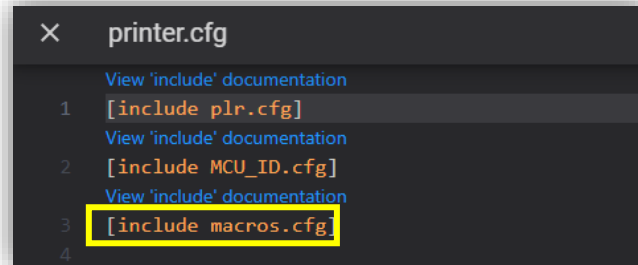 × printer.cfg
View 'include' documentation
1 [include plr.cfg]
View 'include' documentation
2 [include MCU_ID.cfg]
View 'include' documentation
3 [include macros.cfg]
4